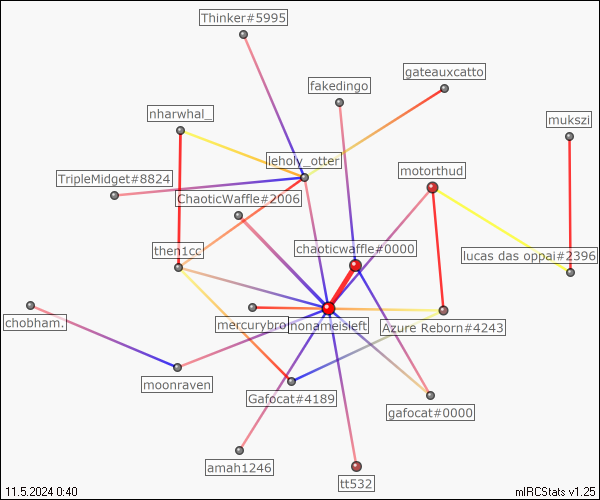 Thinker#5995
gateauxcatto
fakedingo
nharwhal_
mukszi
leholy_otter
motorthud
TripleMidget#8824
ChaoticWaffle#2006
then1cc
chaoticwaffle#0000
lucas das oppai#2396
chobham.
mercurybro
nonameisleft
Azure Reborn#4243
moonraven
Gafocat#4189
gafocat#0000
amah1246
tt532
11.5.2024 0:40
mIRCStats v1.25